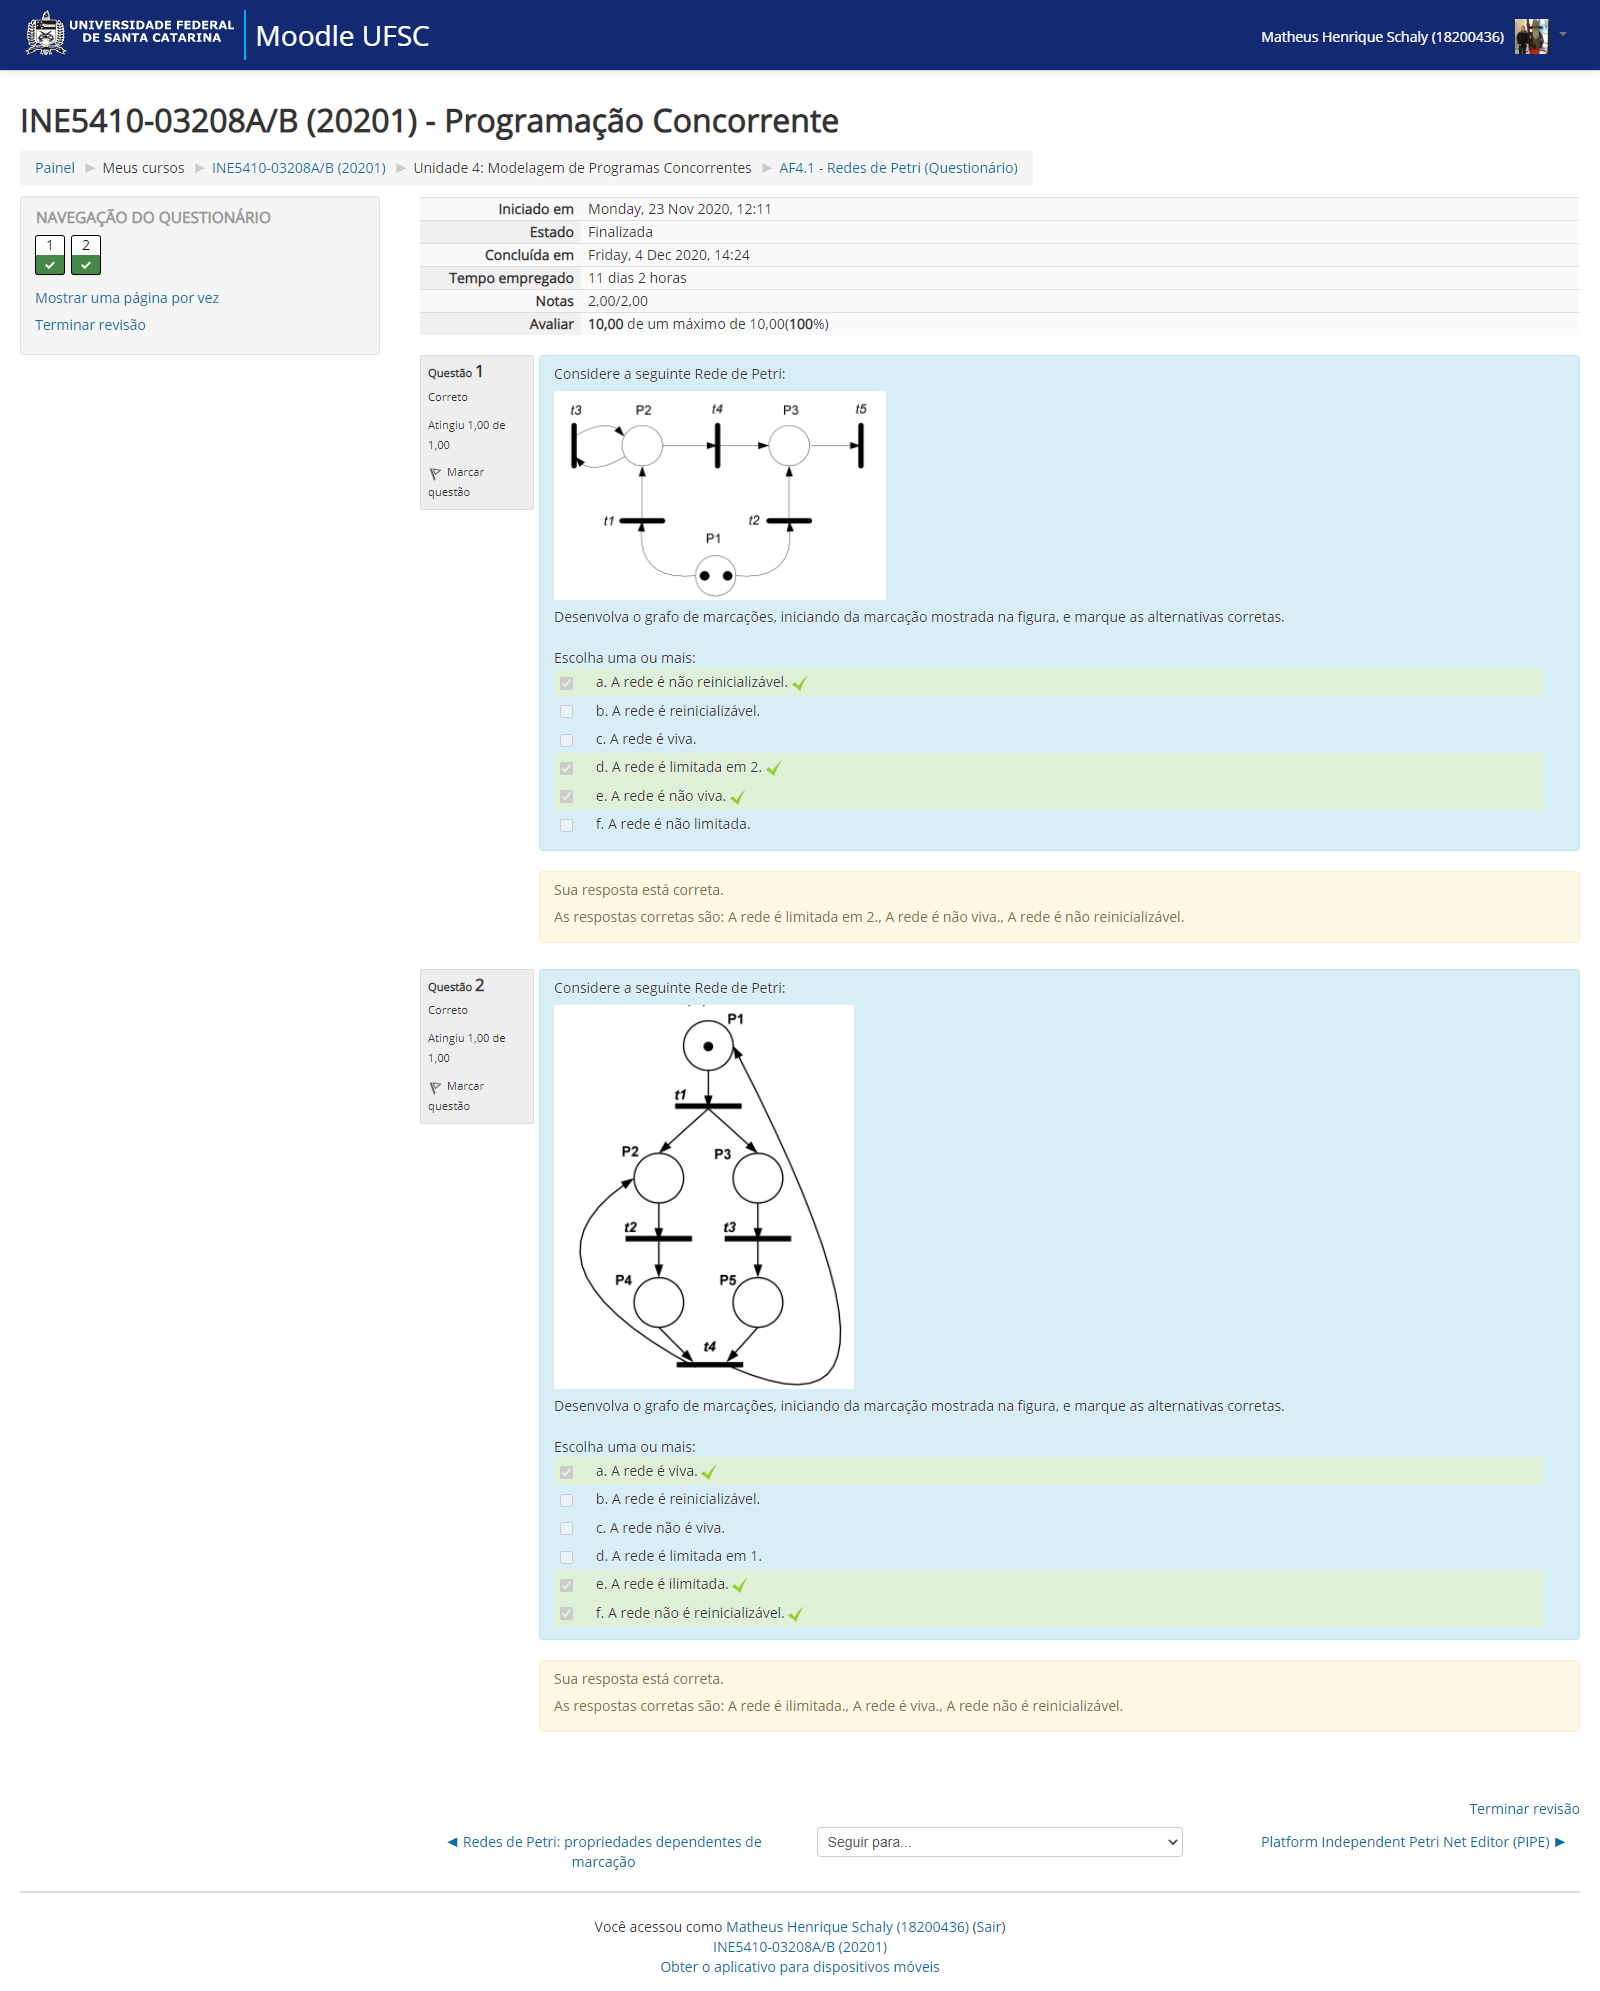 UNIVERSIDADE FEDERAL
DE SANTA CATARINA
Moodle UFSC
Matheus Henrique Schaly (18200436)
INE5410-03208A/B (20201) - Programação Concorrente
Painel ► Meus cursos ► INE5410-03208A/B (20201) ► Unidade 4: Modelagem de Programas Concorrentes ► AF4.1 - Redes de Petri (Questionário)
NAVEGAÇÃO DO QUESTIONÁRIO
1 2
Mostrar uma página por vez
Terminar revisão
Iniciado em Monday, 23 Nov 2020, 12:11
Estado Finalizada
Concluída em Friday, 4 Dec 2020, 14:24
Tempo empregado 11 dias 2 horas
Notas 2,00/2,00
Avaliar 10,00 de um máximo de 10,00(100%)
Questão 1
Correto
Atingiu 1,00 de
1,00
Marcar
questão
Considere a seguinte Rede de Petri:
t3 P2 t4 P3 t5
t1 t2
P1
Desenvolva o grafo de marcações, iniciando da marcação mostrada na figura, e marque as alternativas corretas.
Escolha uma ou mais:
a. A rede é não reinicializável.
b. A rede é reinicializável.
c. A rede é viva.
d. A rede é limitada em 2.
e. A rede é não viva.
f. A rede é não limitada.
Sua resposta está correta.
As respostas corretas são: A rede é limitada em 2., A rede é não viva., A rede é não reinicializável.
Questão 2
Correto
Atingiu 1,00 de
1,00
Marcar
questão
Considere a seguinte Rede de Petri:
P1
t1
P2 P3
t2 t3
P4 P5
t4
Desenvolva o grafo de marcações, iniciando da marcação mostrada na figura, e marque as alternativas corretas.
Escolha uma ou mais:
a. A rede é viva.
b. A rede é reinicializável.
c. A rede não é viva.
d. A rede é limitada em 1.
e. A rede é ilimitada.
f. A rede não é reinicializável.
Sua resposta está correta.
As respostas corretas são: A rede é ilimitada., A rede é viva., A rede não é reinicializável.
Terminar revisão
◄ Redes de Petri: propriedades dependentes de
marcação
Seguir para...
Platform Independent Petri Net Editor (PIPE) ►
Você acessou como Matheus Henrique Schaly (18200436) (Sair)
INE5410-03208A/B (20201)
Obter o aplicativo para dispositivos móveis